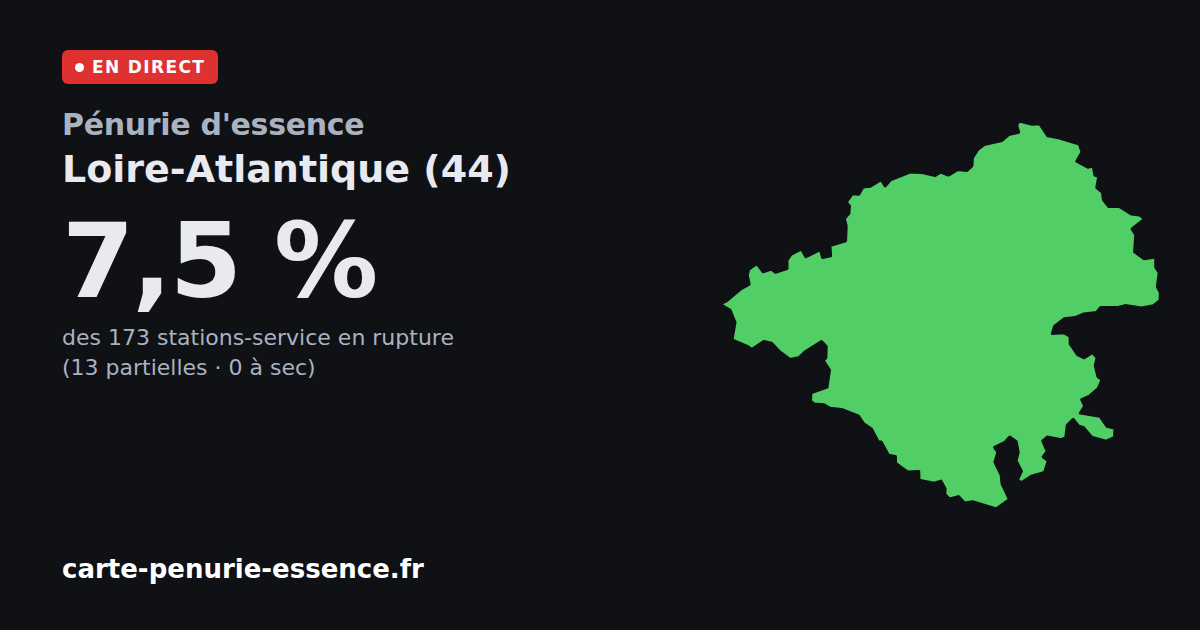 EN DIRECT
Pénurie d'essence
Loire-Atlantique (44)
7,5 %
des 173 stations-service en rupture
(13 partielles · 0 à sec)
carte-penurie-essence.fr